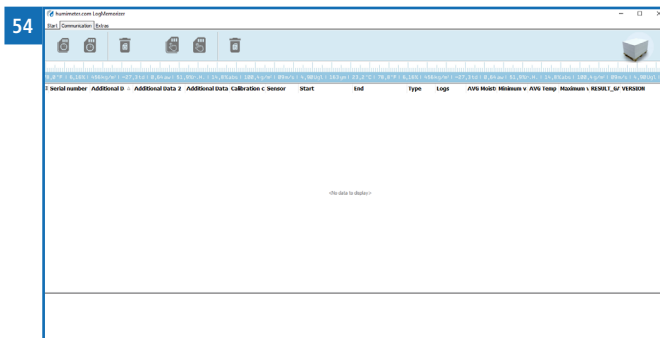 54
humimeter.com LogMemorizer
Start Communication Extras
Serial number Additional D Additional Data 2 Additional Data Calibration c Sensor Start End Type Logs AVG Moist Minimum v AVG Temp Maximum v RESULT_G/ VERSION
<No data to display>